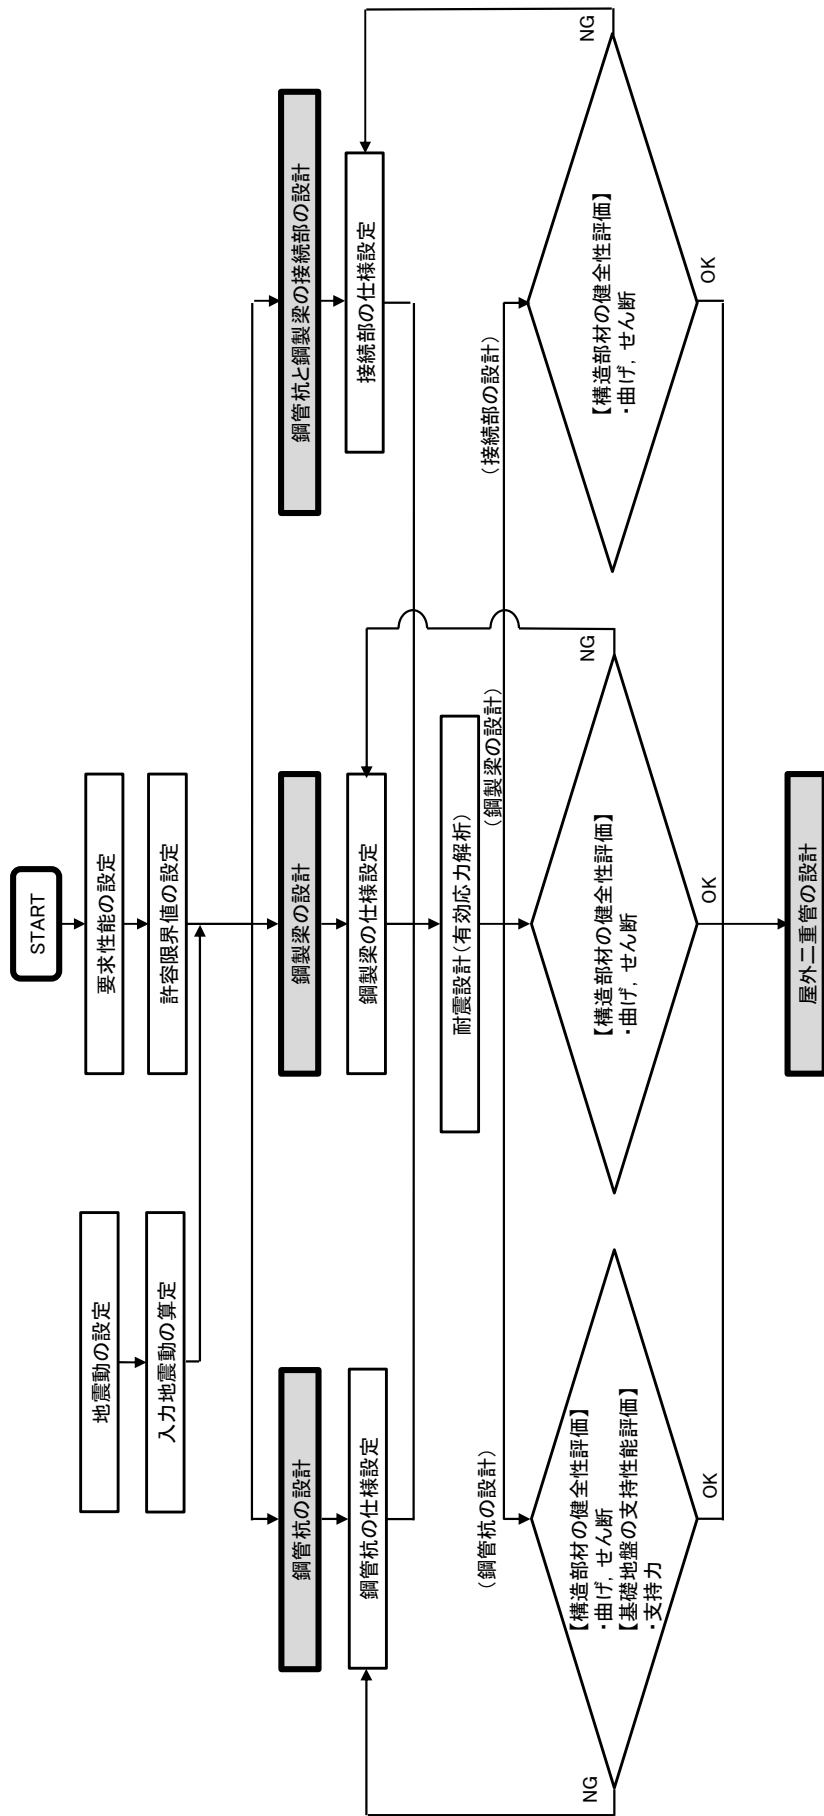 START
要求性能の設定
許容限界値の設定
地震動の設定
入力地震動の算定
鋼管杭の設計
鋼管杭の仕様設定
鋼製梁の設計
鋼製梁の仕様設定
鋼管杭と鋼製梁の接続部の設計
接続部の仕様設定
耐震設計(有効応力解析)
(鋼管杭の設計)
(鋼製梁の設計)
(接続部の設計)
【構造部材の健全性評価】
・曲げ,せん断
【基礎地盤の支持性能評価】
・支持力
NG
OK
【構造部材の健全性評価】
・曲げ,せん断
NG
OK
【構造部材の健全性評価】
・曲げ,せん断
NG
OK
屋外二重管の設計